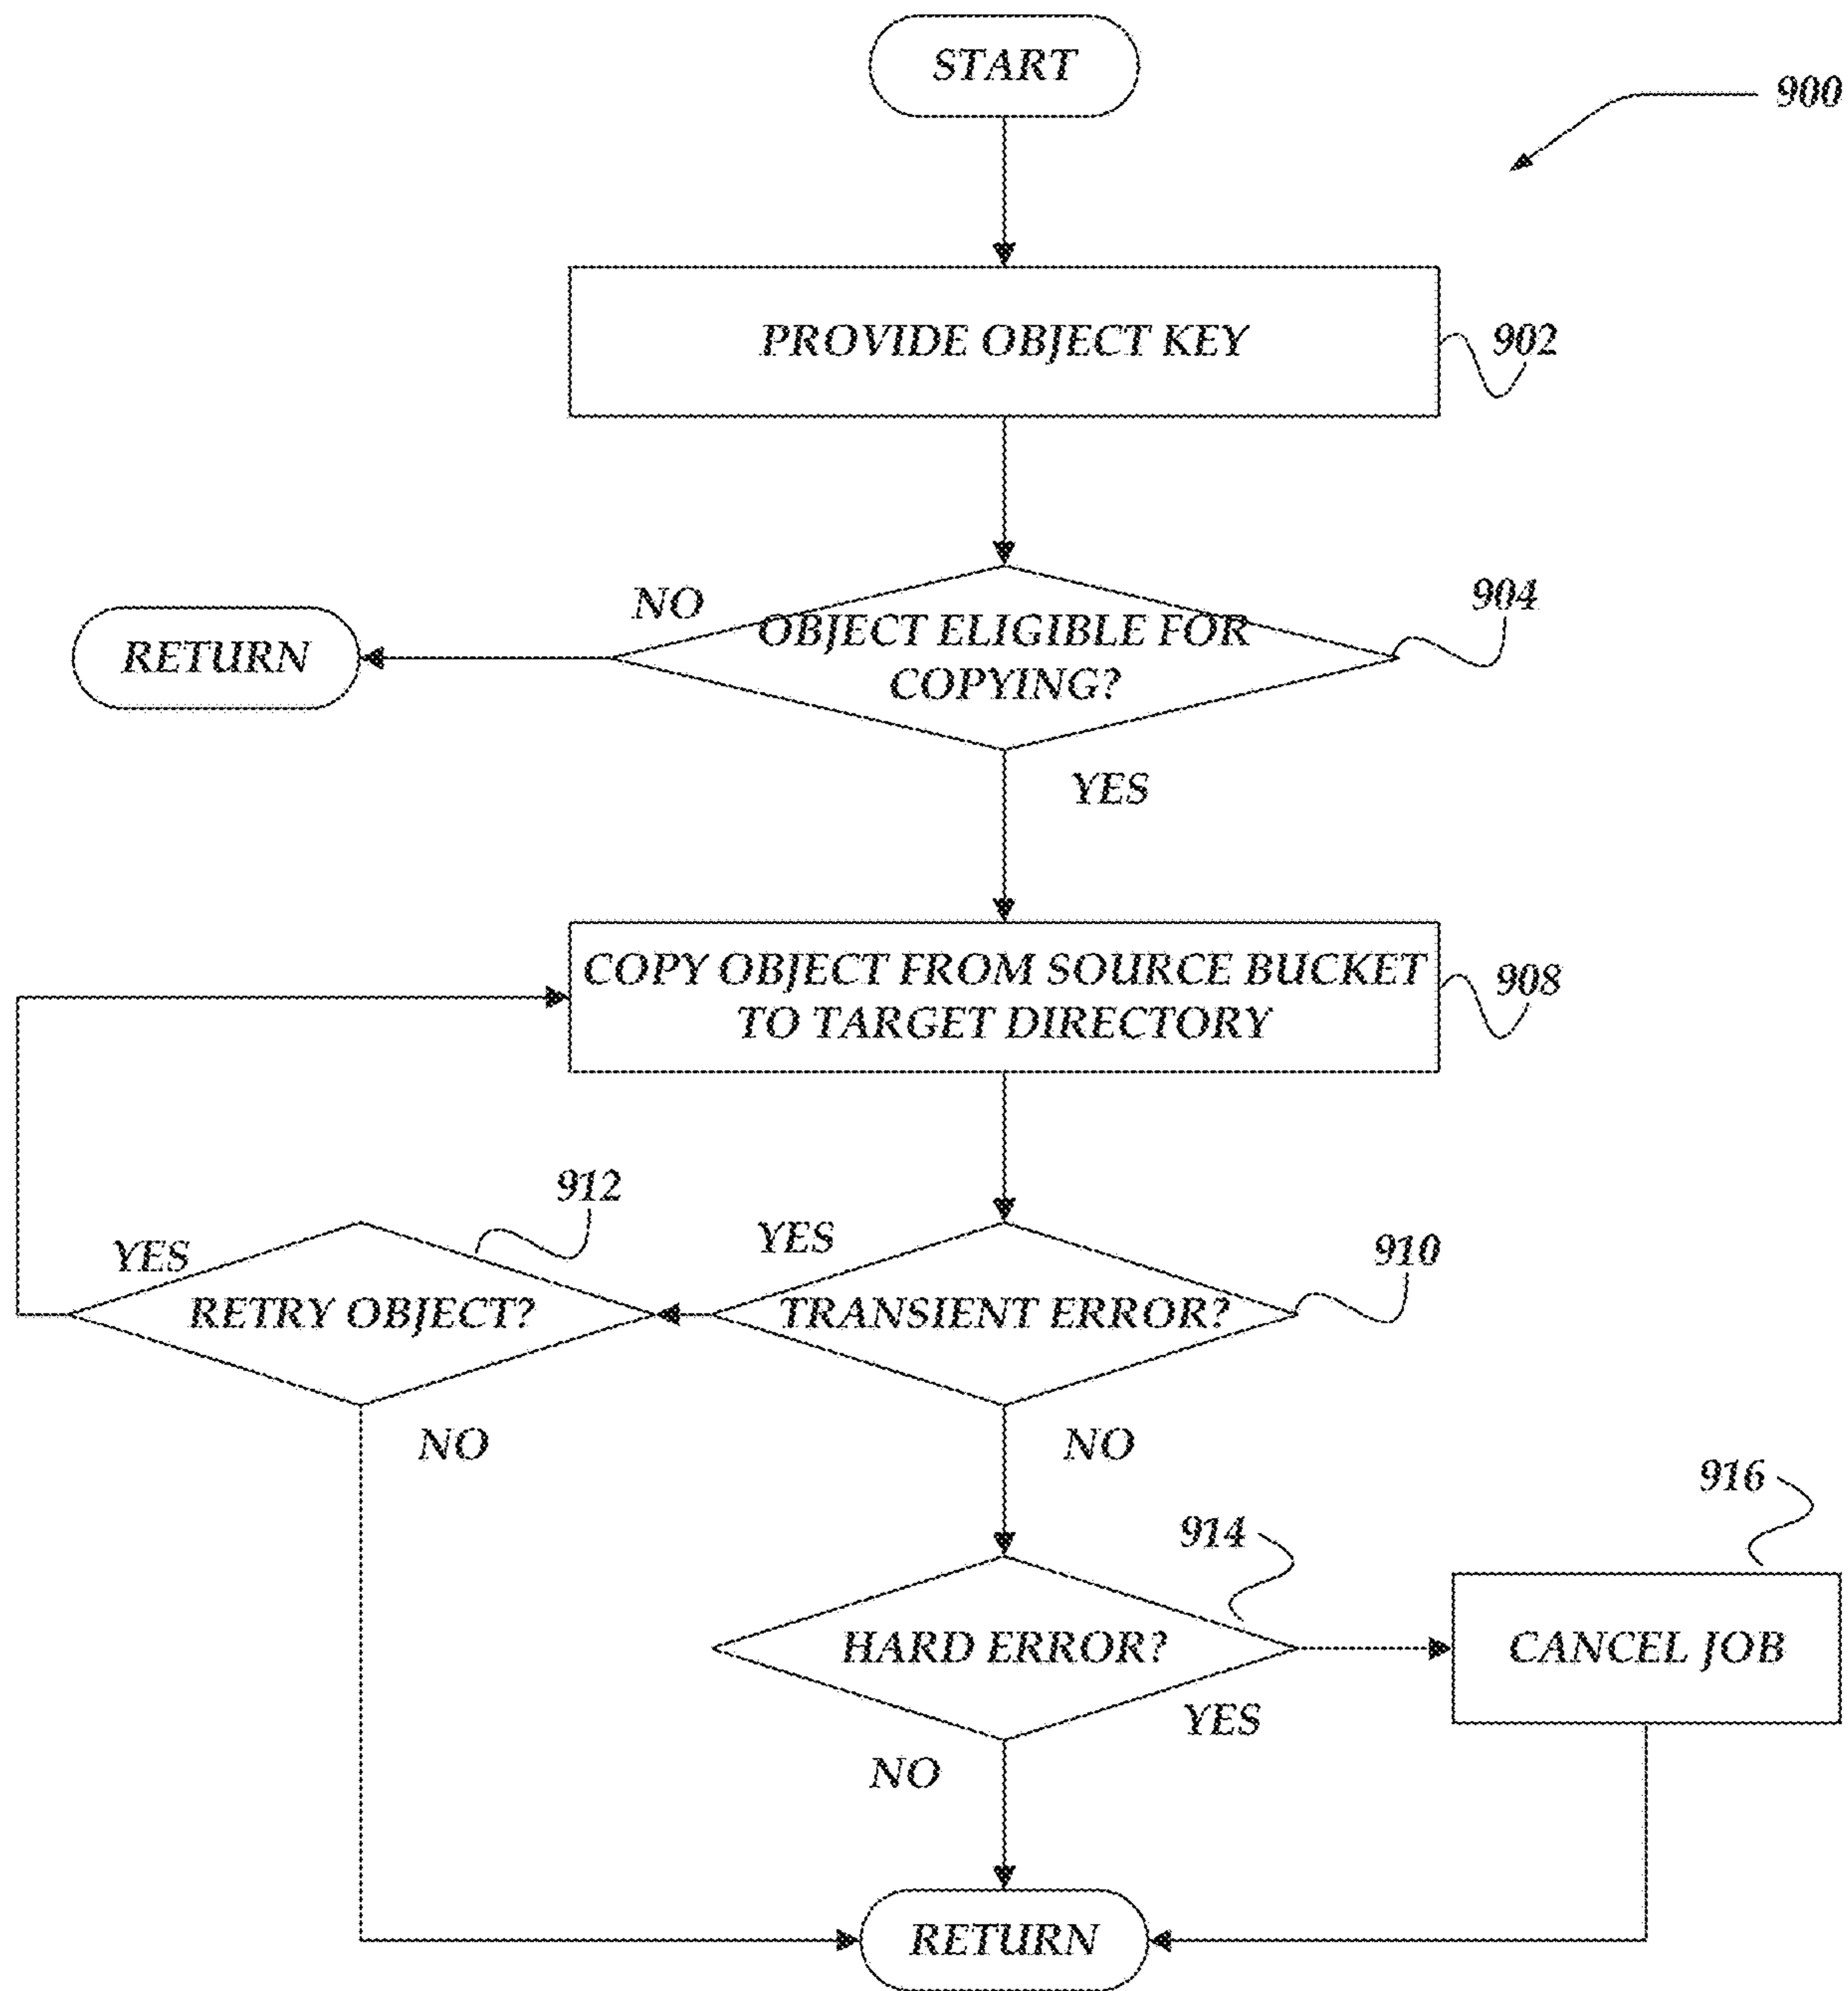 START
900
PROVIDE OBJECT KEY
902
NO
OBJECT ELIGIBLE FOR
COPYING?
904
RETURN
YES
COPY OBJECT FROM SOURCE BUCKET
TO TARGET DIRECTORY
908
912
YES
RETRY OBJECT?
YES
TRANSIENT ERROR?
910
NO
NO
914
916
HARD ERROR?
CANCEL JOB
YES
NO
RETURN